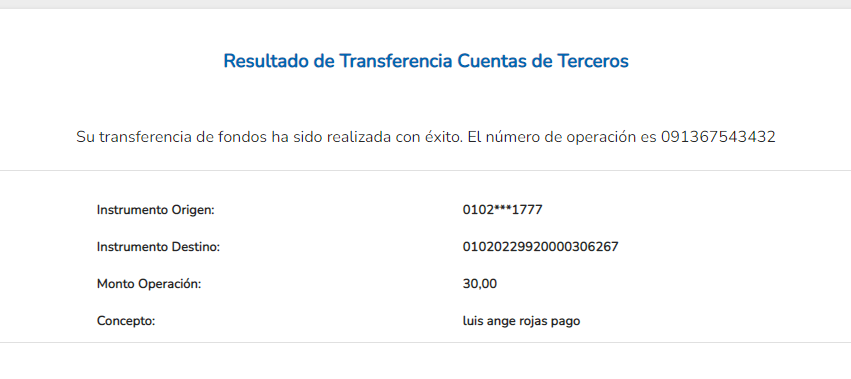 Resultado de Transferencia Cuentas de Terceros
Su transferencia de fondos ha sido realizada con éxito. El número de operación es 091367543432
Instrumento Origen: 0102***1777
Instrumento Destino: 01020229920000306267
Monto Operación: 30,00
Concepto: luis ange rojas pago